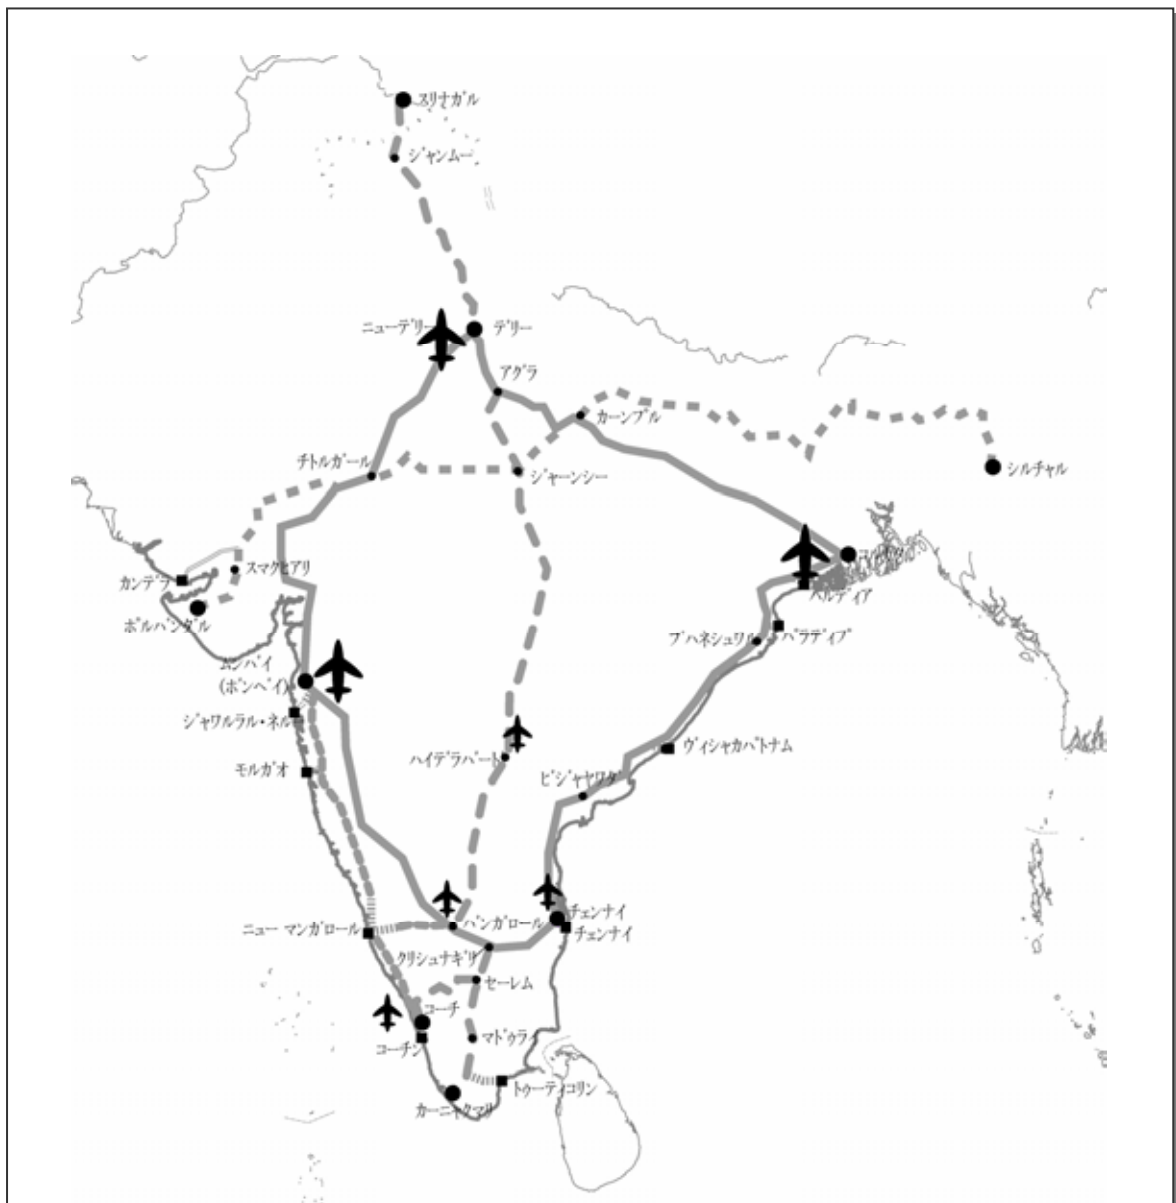 スリナガル
ジャンムー
ニューデリー
デリー
アグラ
カーンプル
チトルガール
ジャーンシー
シルチャル
コルカタ
スマクヒアリ
カンデラ
ポルバンダル
パラディプ
ブハネシュワル
ムンバイ
(ボンベイ)
ジャワルラル・ネル
ヴィシャカパトナム
ハイデラバート
モルガオ
ビジャヤワダ
チェンナイ
バンガロール
チェンナイ
ニュー マンガロール
クリシュナギリ
セーレム
コーチ
マドゥライ
コーチン
トゥーティコリン
カーニャクマリ